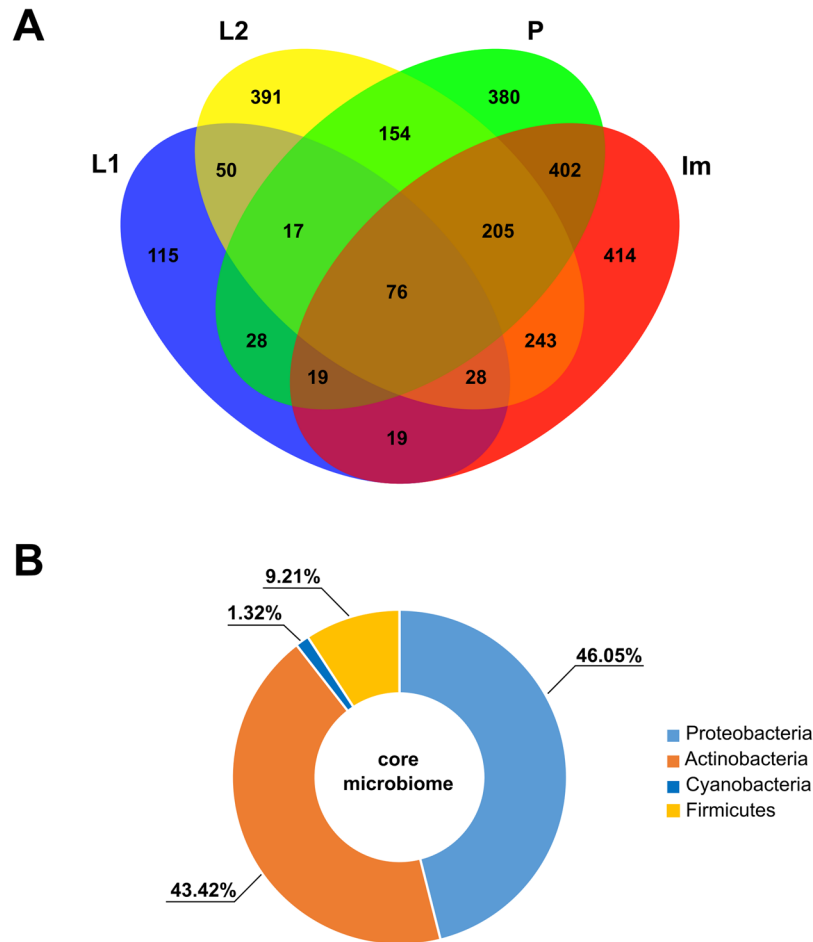 A
L2
P
391
380
154
L1
Im
50
402
17
205
115
414
76
28
243
19
28
19
B
9.21%
1.32%
46.05%
Proteobacteria
Actinobacteria
Cyanobacteria
Firmicutes
core
microbiome
43.42%